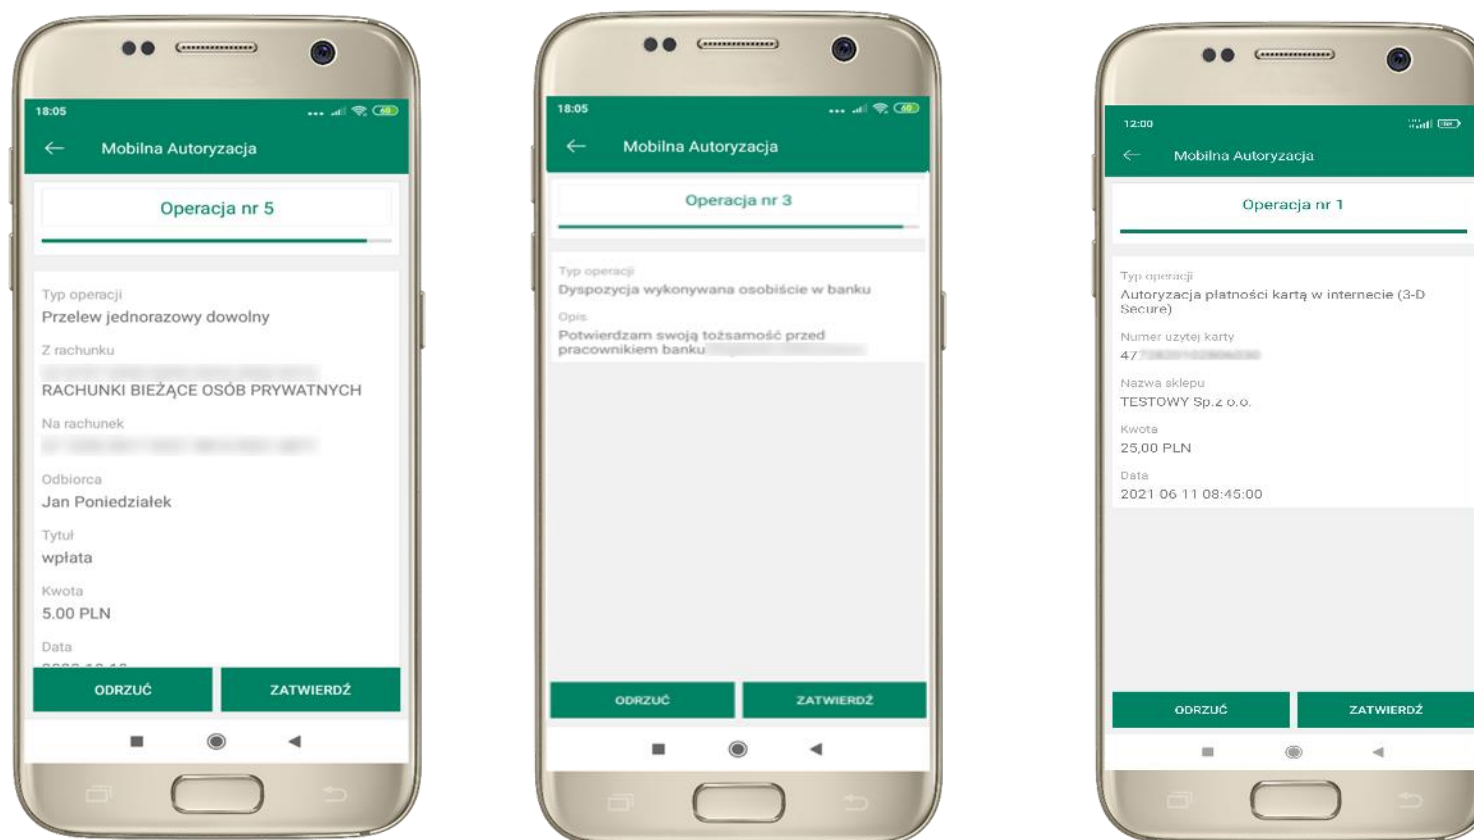 18:05
60
Mobilna Autoryzacja
Operacja nr 5
Typ operacji
Przelew jednorazowy dowolny
Z rachunku
RACHUNKI BIEŻĄCE OSÓB PRYWATNYCH
Na rachunek
Odbiorca
Jan Poniedziałek
Tytuł
wpłata
Kwota
5.00 PLN
Data
ODRZUĆ
ZATWIERDŹ
18:05
60
Mobilna Autoryzacja
Operacja nr 3
Typ operacji
Dyspozycja wykonywana osobiście w banku
Opis
Potwierdzam swoją tożsamość przed
pracownikiem banku
ODRZUĆ
ZATWIERDŹ
12:00
Mobilna Autoryzacja
Operacja nr 1
Typ operacji
Autoryzacja płatności kartą w internecie (3-D
Secure)
Numer uzytej karty
47
Nazwa sklepu
TESTOWY Sp.z o.o.
Kwota
25,00 PLN
Data
2021 06 11 08:45:00
ODRZUĆ
ZATWIERDŹ